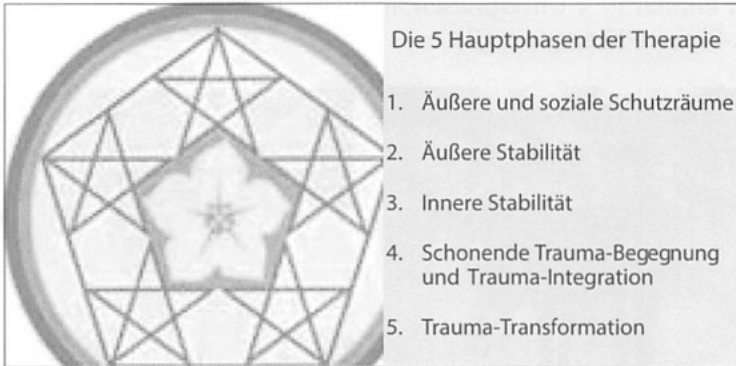 Die 5 Hauptphasen der Therapie
1. Äußere und soziale Schutzräume
2. Äußere Stabilität
3. Innere Stabilität
4. Schonende Trauma-Begegnung
und Trauma-Integration
5. Trauma-Transformation